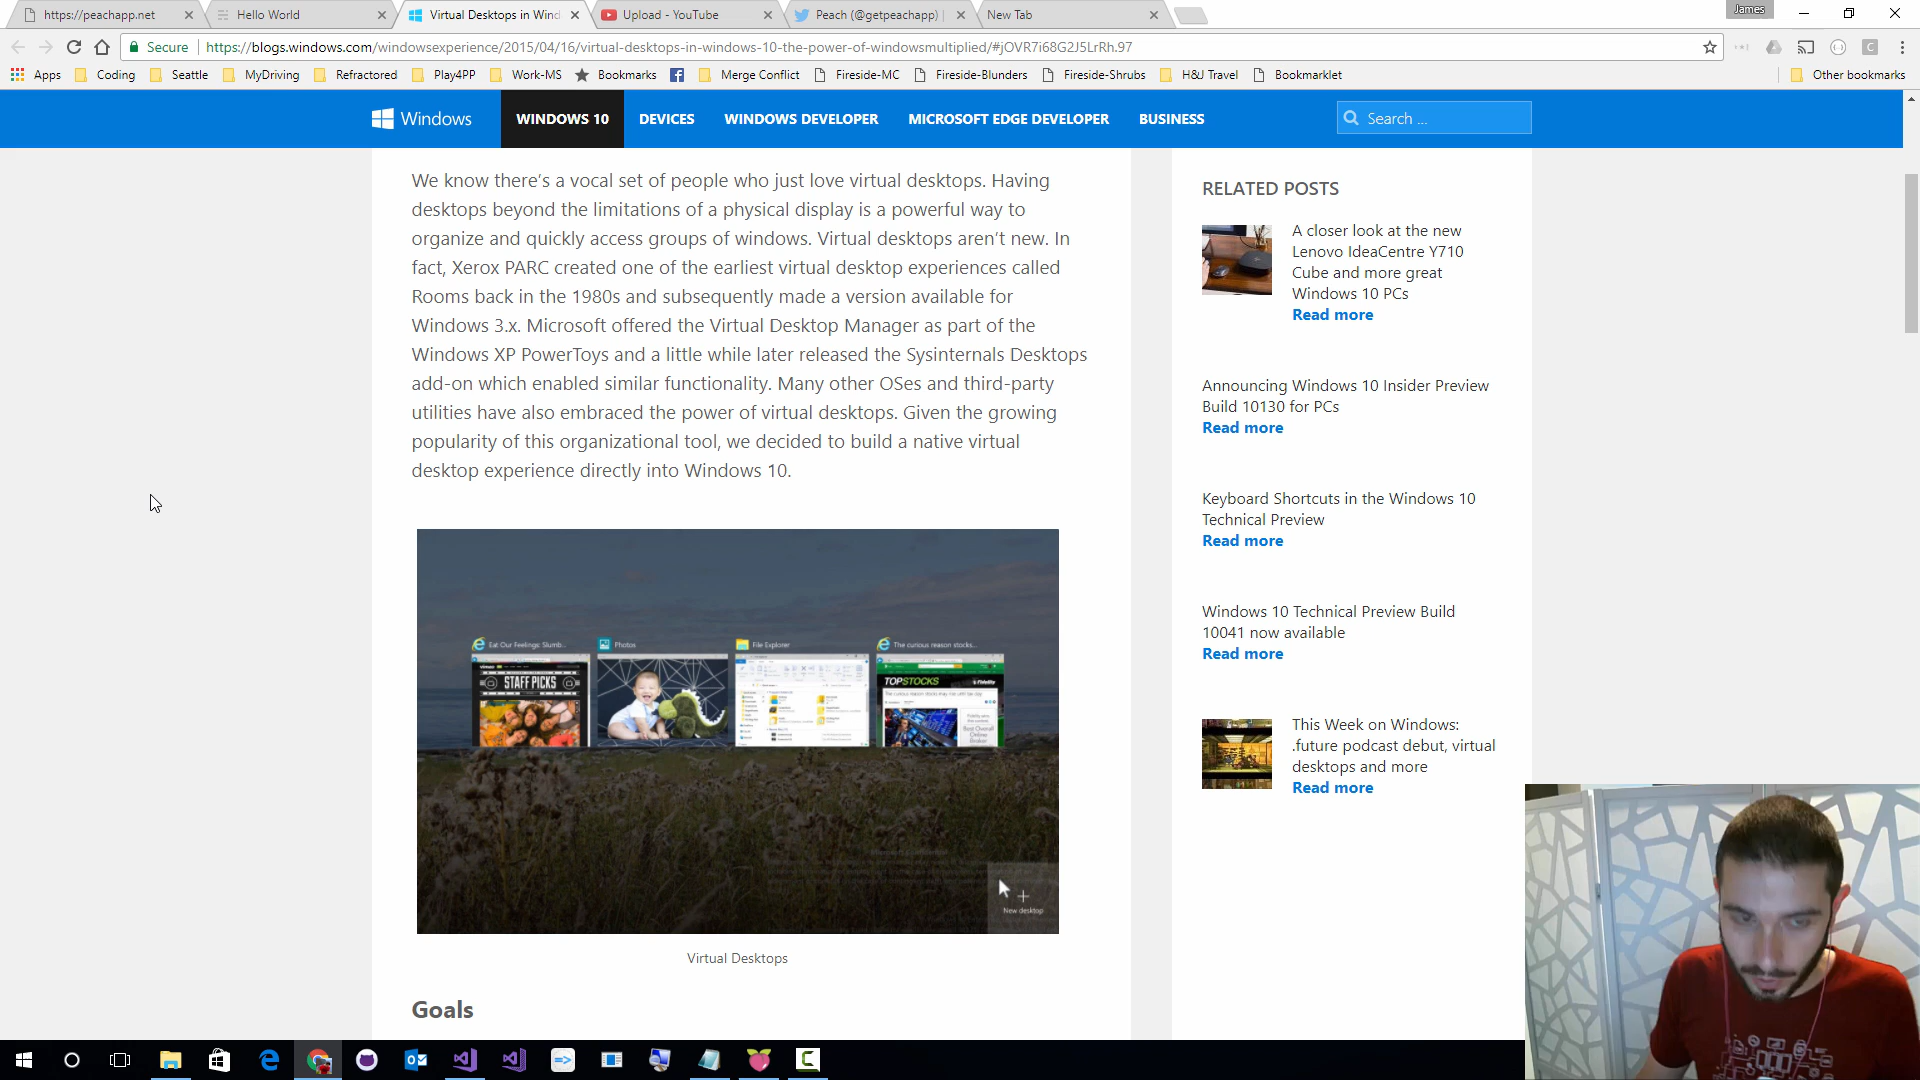 https://peachapp.net
Hello World
Virtual Desktops in Wind
Upload - YouTube
Peach (@getpeachapp) |
New Tab
James
Secure
https://blogs.windows.com/windowsexperience/2015/04/16/virtual-desktops-in-windows-10-the-power-of-windowsmultiplied/#jOVR7i68G2J5LrRh.97
Apps
Coding
Seattle
MyDriving
Refractored
Play4PP
Work-MS
Bookmarks
Merge Conflict
Fireside-MC
Fireside-Blunders
Fireside-Shrubs
H&J Travel
Bookmarklet
Other bookmarks
Windows
WINDOWS 10
DEVICES
WINDOWS DEVELOPER
MICROSOFT EDGE DEVELOPER
BUSINESS
Search ...
We know there's a vocal set of people who just love virtual desktops. Having
desktops beyond the limitations of a physical display is a powerful way to
organize and quickly access groups of windows. Virtual desktops aren't new. In
fact, Xerox PARC created one of the earliest virtual desktop experiences called
Rooms back in the 1980s and subsequently made a version available for
Windows 3.x. Microsoft offered the Virtual Desktop Manager as part of the
Windows XP PowerToys and a little while later released the Sysinternals Desktops
add-on which enabled similar functionality. Many other OSes and third-party
utilities have also embraced the power of virtual desktops. Given the growing
popularity of this organizational tool, we decided to build a native virtual
desktop experience directly into Windows 10.
Eat Our Feelings: Slumb...
Photos
File Explorer
The curious reason stocks...
STAFF PICKS
TOPSTOCKS
Fidelity
New desktop
Virtual Desktops
Goals
RELATED POSTS
A closer look at the new
Lenovo IdeaCentre Y710
Cube and more great
Windows 10 PCs
Read more
Announcing Windows 10 Insider Preview
Build 10130 for PCs
Read more
Keyboard Shortcuts in the Windows 10
Technical Preview
Read more
Windows 10 Technical Preview Build
10041 now available
Read more
This Week on Windows:
.future podcast debut, virtual
desktops and more
Read more